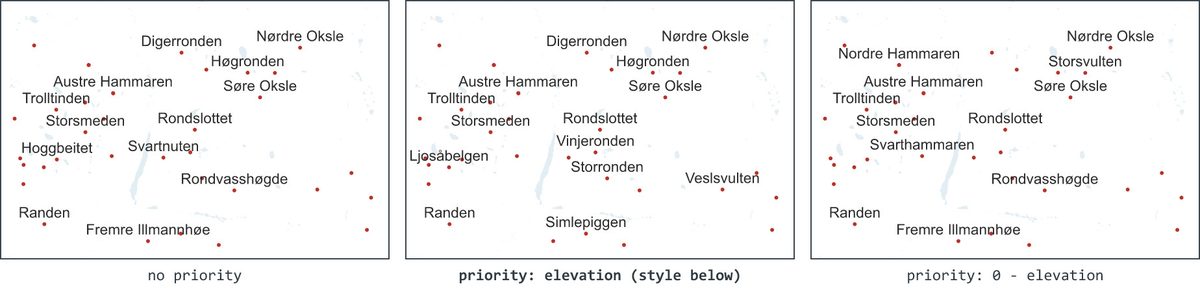 Nørdre Oksle
Digerronden
Høgronden
Austre Hammaren
Søre Oksle
Trolltinden
Storsmeden
Rondslottet
Hoggbeitet
Svartnuten
Rondvasshøgde
Randen
Fremre Illmannhøe
no priority
Nørdre Oksle
Digerronden
Høgronden
Austre Hammaren
Søre Oksle
Trolltinden
Storsmeden
Rondslottet
Vinjeronden
Ljosåbelgen
Storronden
Veslsvulten
Randen
Simlepiggen
priority: elevation (style below)
Nørdre Oksle
Nordre Hammaren
Storsvulten
Austre Hammaren
Søre Oksle
Trolltinden
Storsmeden
Rondslottet
Svarthammaren
Rondvasshøgde
Randen
Fremre Illmannhøe
priority: 0 - elevation